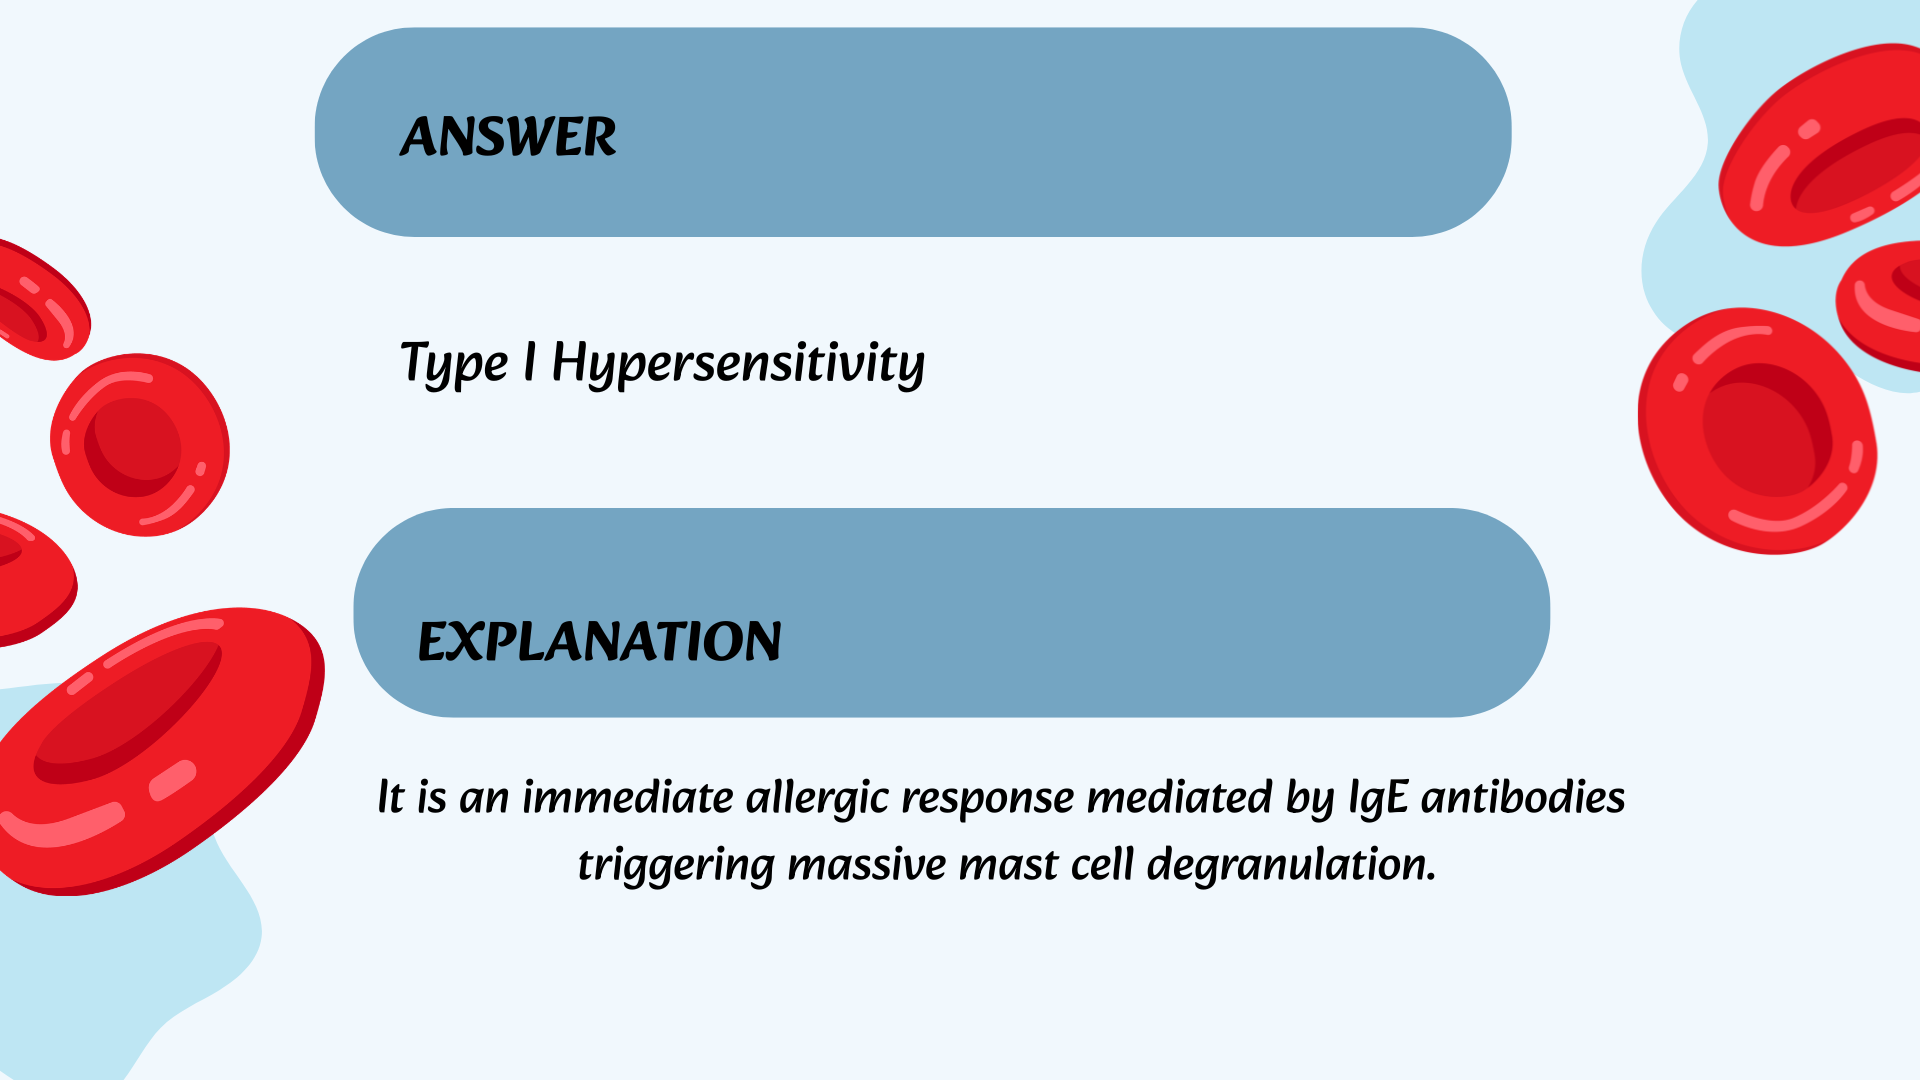 ANSWER
Type I Hypersensitivity
EXPLANATION
It is an immediate allergic response mediated by IgE antibodies
triggering massive mast cell degranulation.